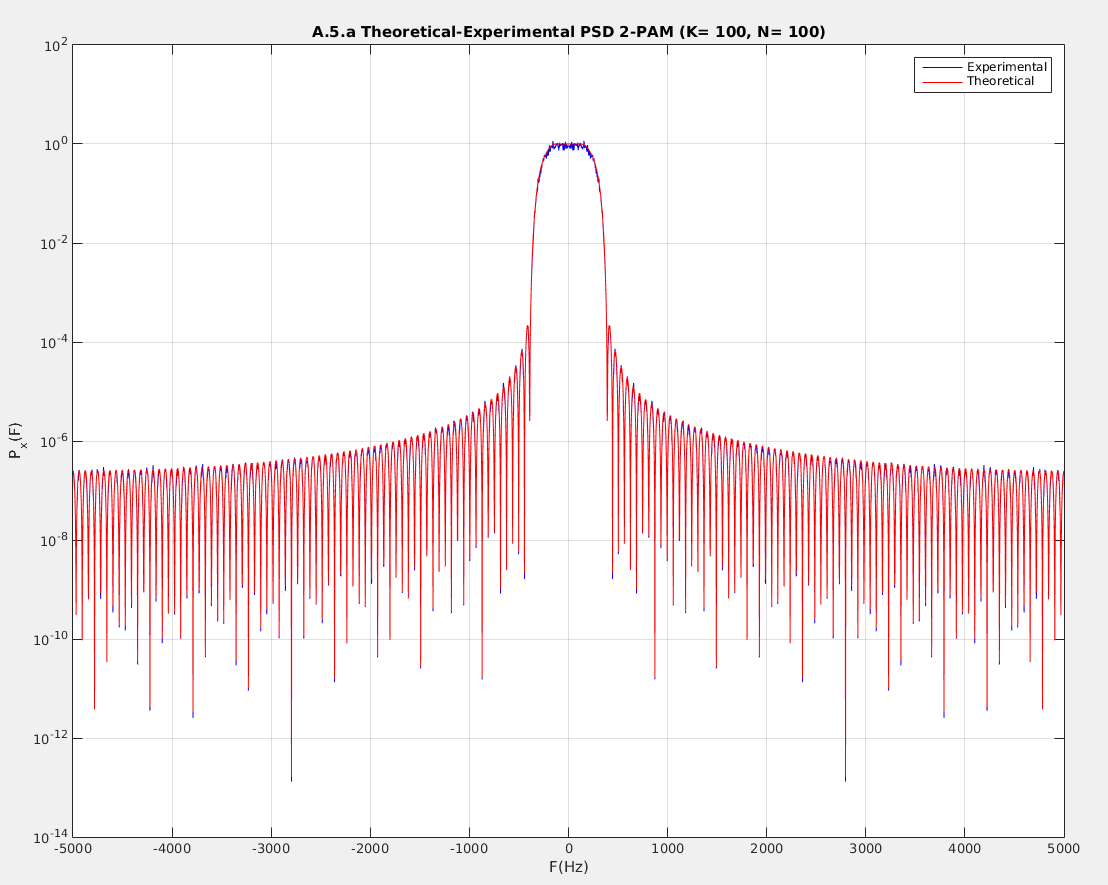 A.5.a Theoretical-Experimental PSD 2-PAM (K= 100, N= 100)
Experimental
Theoretical
10^2
10^0
10^-2
10^-4
10^-6
10^-8
10^-10
10^-12
10^-14
P_x(F)
-5000 -4000 -3000 -2000 -1000 0 1000 2000 3000 4000 5000
F(Hz)